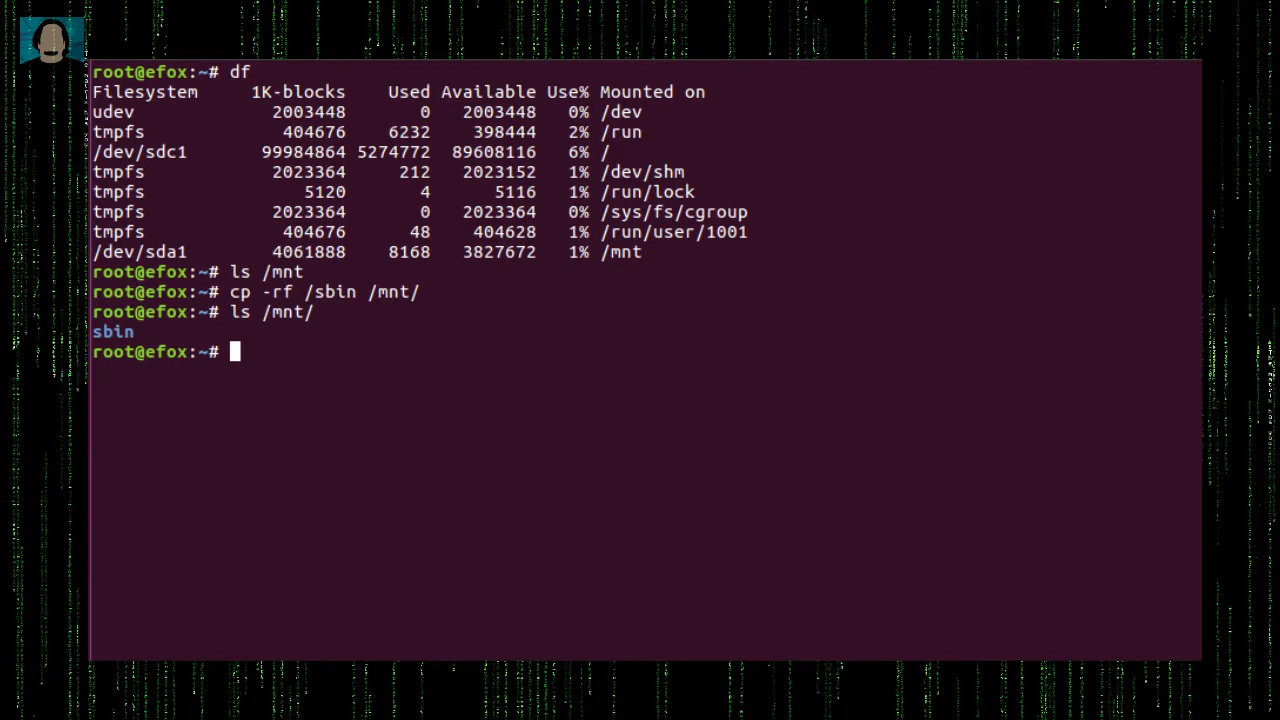 root@efox:~# df
Filesystem     1K-blocks    Used Available Use% Mounted on
udev             2003448       0   2003448   0% /dev
tmpfs             404676    6232    398444   2% /run
/dev/sdc1       99984864 5274772  89608116   6% /
tmpfs            2023364     212   2023152   1% /dev/shm
tmpfs               5120       4      5116   1% /run/lock
tmpfs            2023364       0   2023364   0% /sys/fs/cgroup
tmpfs             404676      48    404628   1% /run/user/1001
/dev/sda1        4061888    8168   3827672   1% /mnt
root@efox:~# ls /mnt
root@efox:~# cp -rf /sbin /mnt/
root@efox:~# ls /mnt/
sbin
root@efox:~#